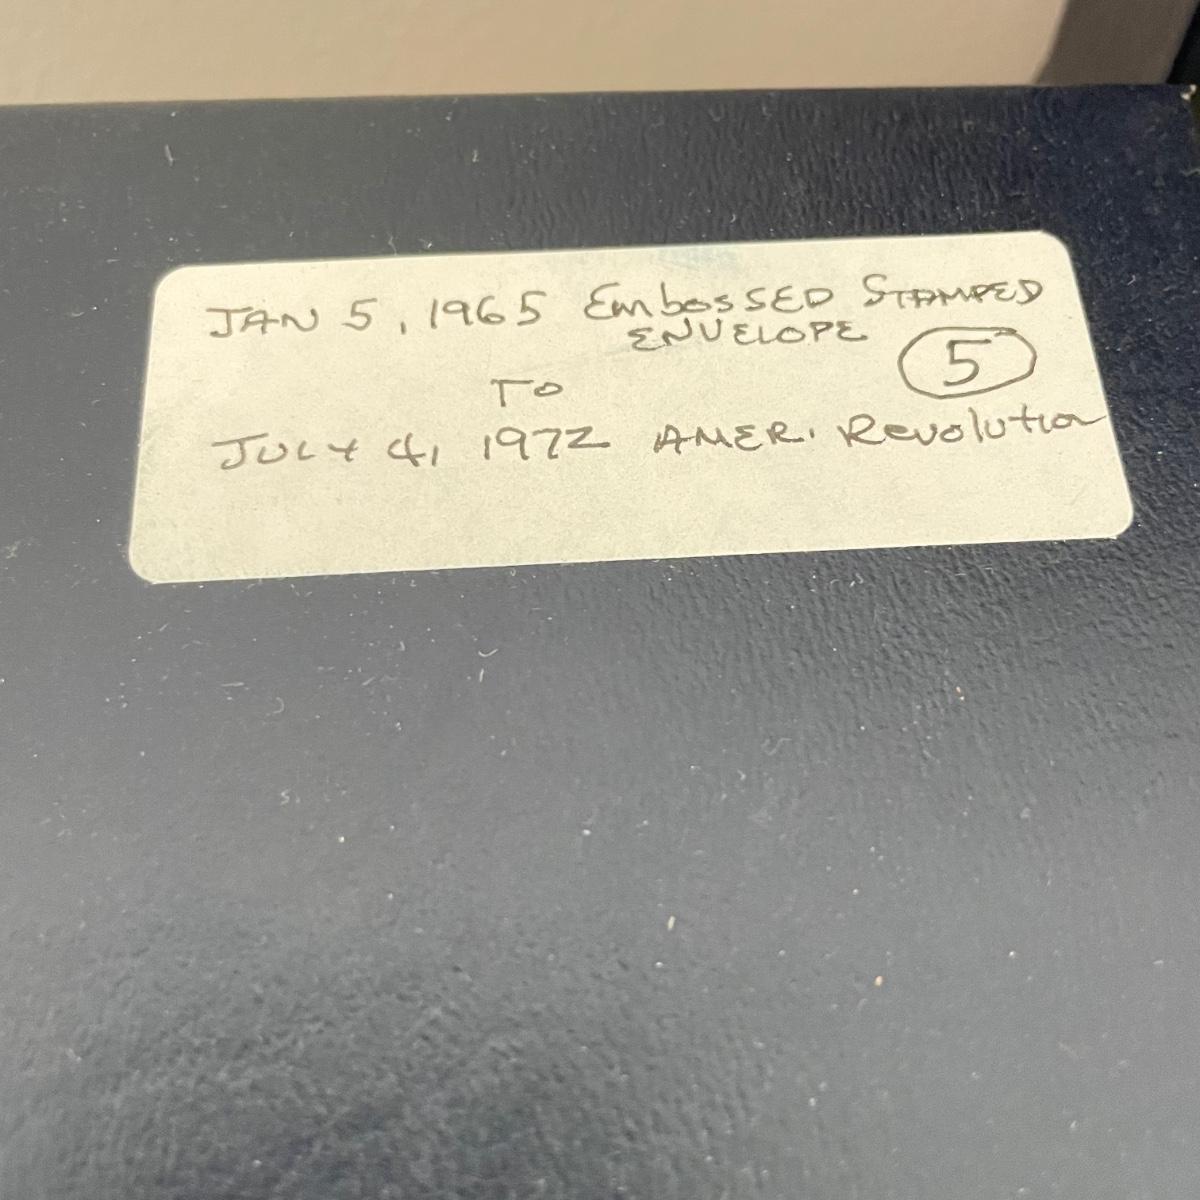 JAN 5, 1965 EmbosSED STAMPED
ENVELOPE
5
TO
JULY 4, 1972 AMER. Revolution